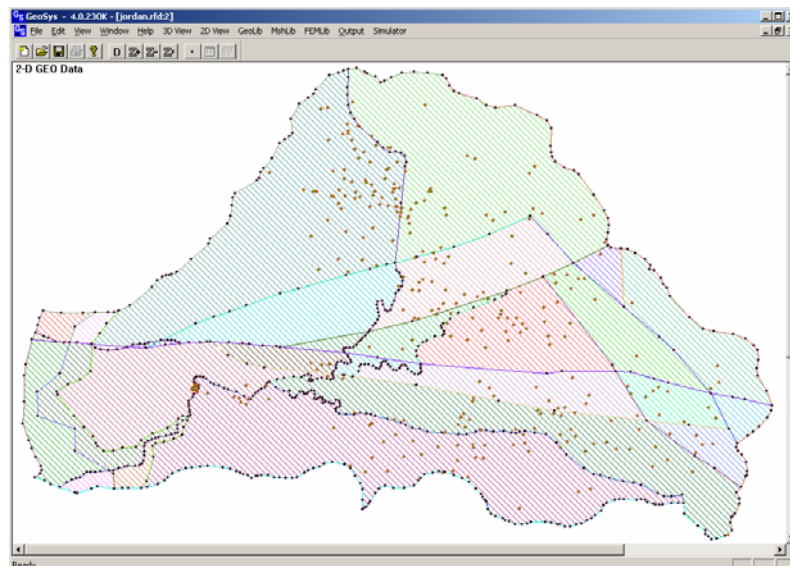 GeoSys - 4.0.230K - [jordan.rfd:2]
File Edit View Window Help 3D View 2D View GeoLib MshLib FEMLib Output Simulator
D
2-D GEO Data
Ready